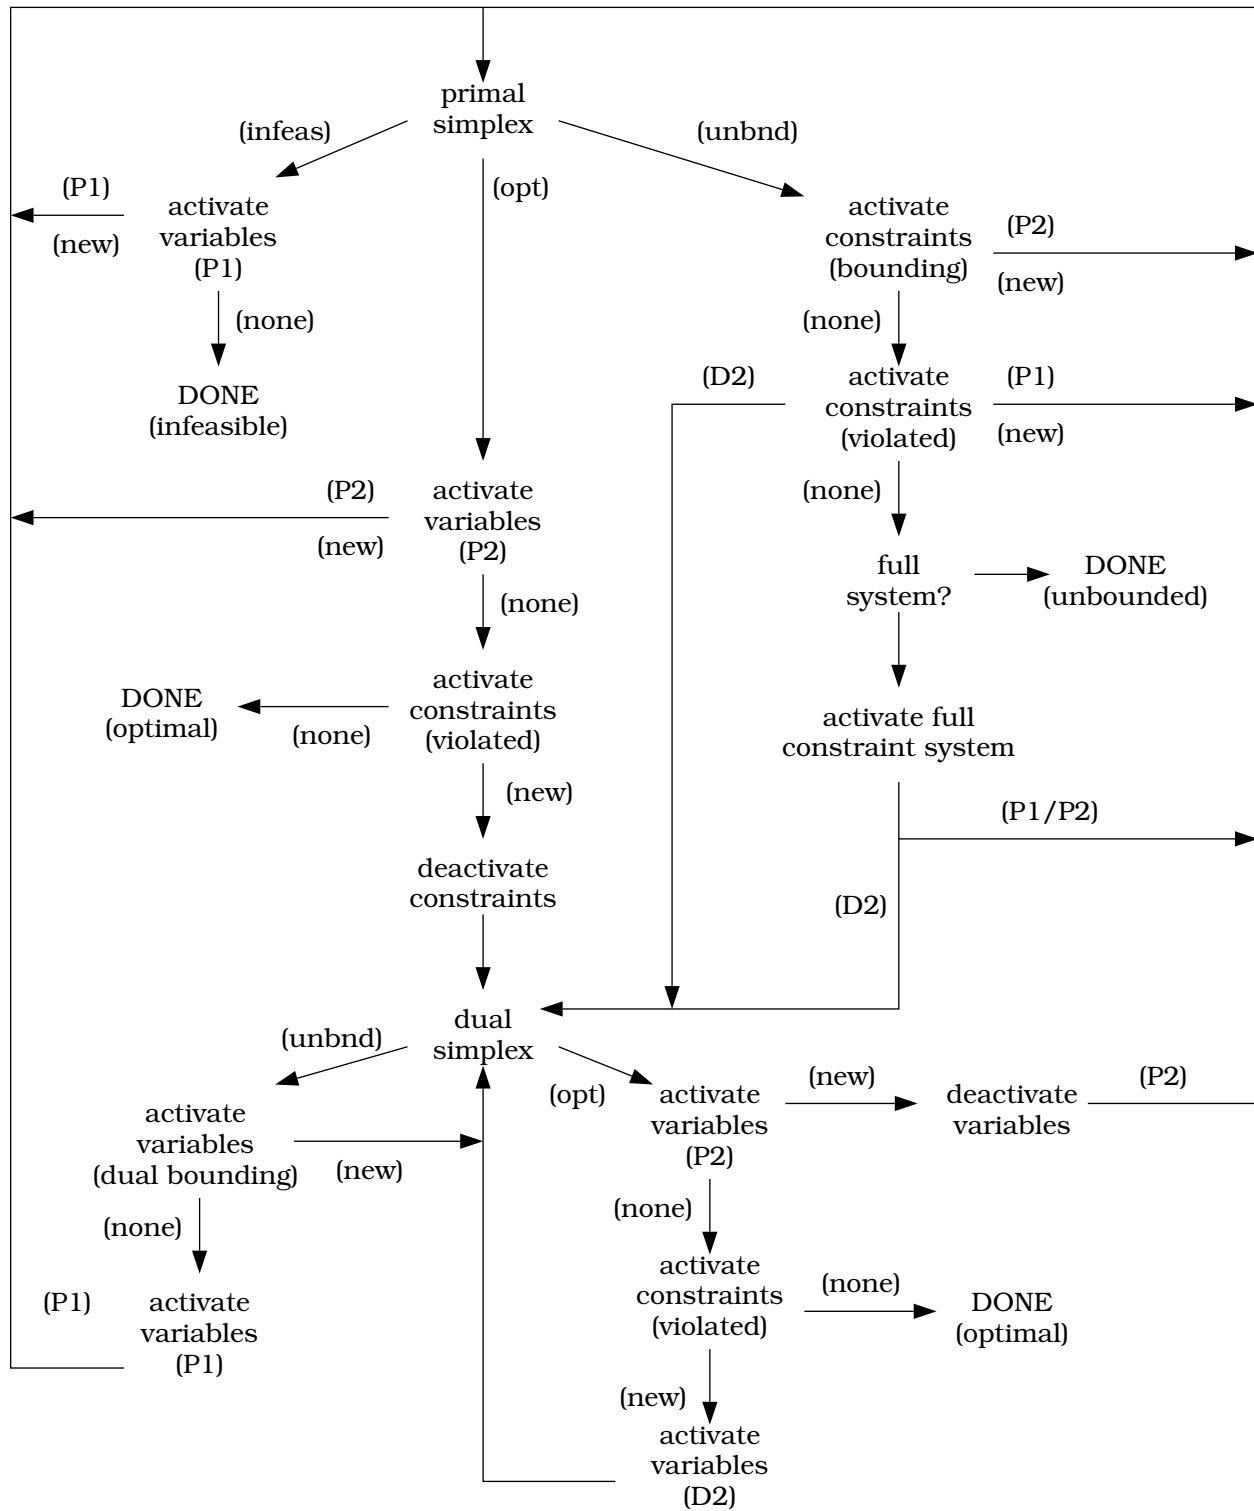 primal
simplex
(infeas)
(unbnd)
(opt)
(P1)
(new)
activate
variables
(P1)
(none)
DONE
(infeasible)
activate
constraints
(bounding)
(P2)
(new)
(none)
(D2)
activate
constraints
(violated)
(P1)
(new)
(none)
(P2)
(new)
activate
variables
(P2)
(none)
full
system?
DONE
(unbounded)
DONE
(optimal)
(none)
activate
constraints
(violated)
(new)
activate full
constraint system
(P1/P2)
(D2)
deactivate
constraints
dual
simplex
(unbnd)
(opt)
activate
variables
(dual bounding)
(new)
(none)
(P1)
activate
variables
(P1)
activate
variables
(P2)
(new)
deactivate
variables
(P2)
(none)
activate
constraints
(violated)
(none)
DONE
(optimal)
(new)
activate
variables
(D2)